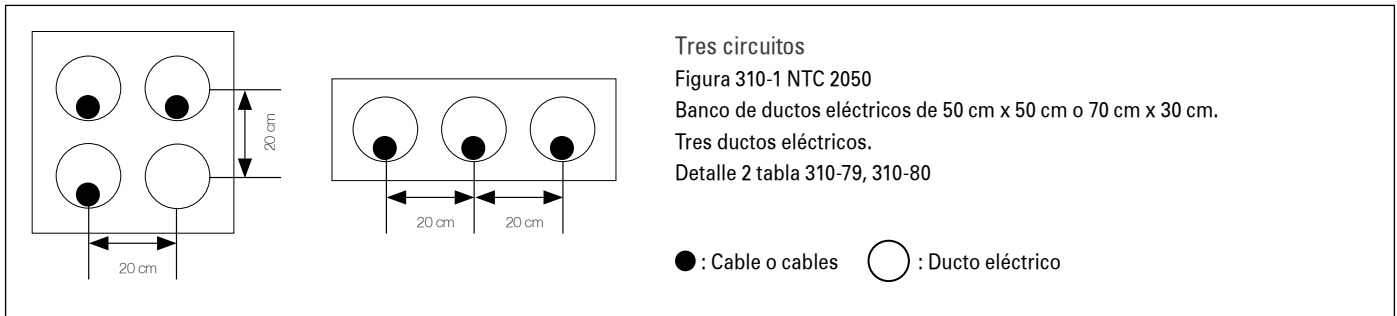 20 cm
20 cm
20 cm
20 cm
Tres circuitos
Figura 310-1 NTC 2050
Banco de ductos eléctricos de 50 cm x 50 cm o 70 cm x 30 cm.
Tres ductos eléctricos.
Detalle 2 tabla 310-79, 310-80
: Cable o cables : Ducto eléctrico